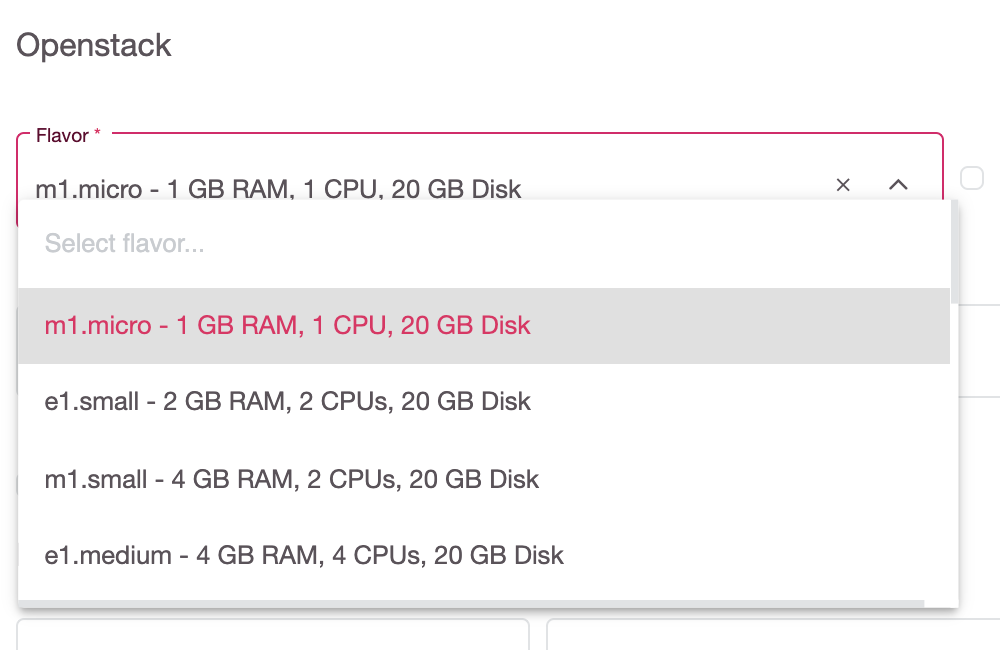 Openstack
Flavor *
m1.micro - 1 GB RAM, 1 CPU, 20 GB Disk
Select flavor...
m1.micro - 1 GB RAM, 1 CPU, 20 GB Disk
e1.small - 2 GB RAM, 2 CPUs, 20 GB Disk
m1.small - 4 GB RAM, 2 CPUs, 20 GB Disk
e1.medium - 4 GB RAM, 4 CPUs, 20 GB Disk